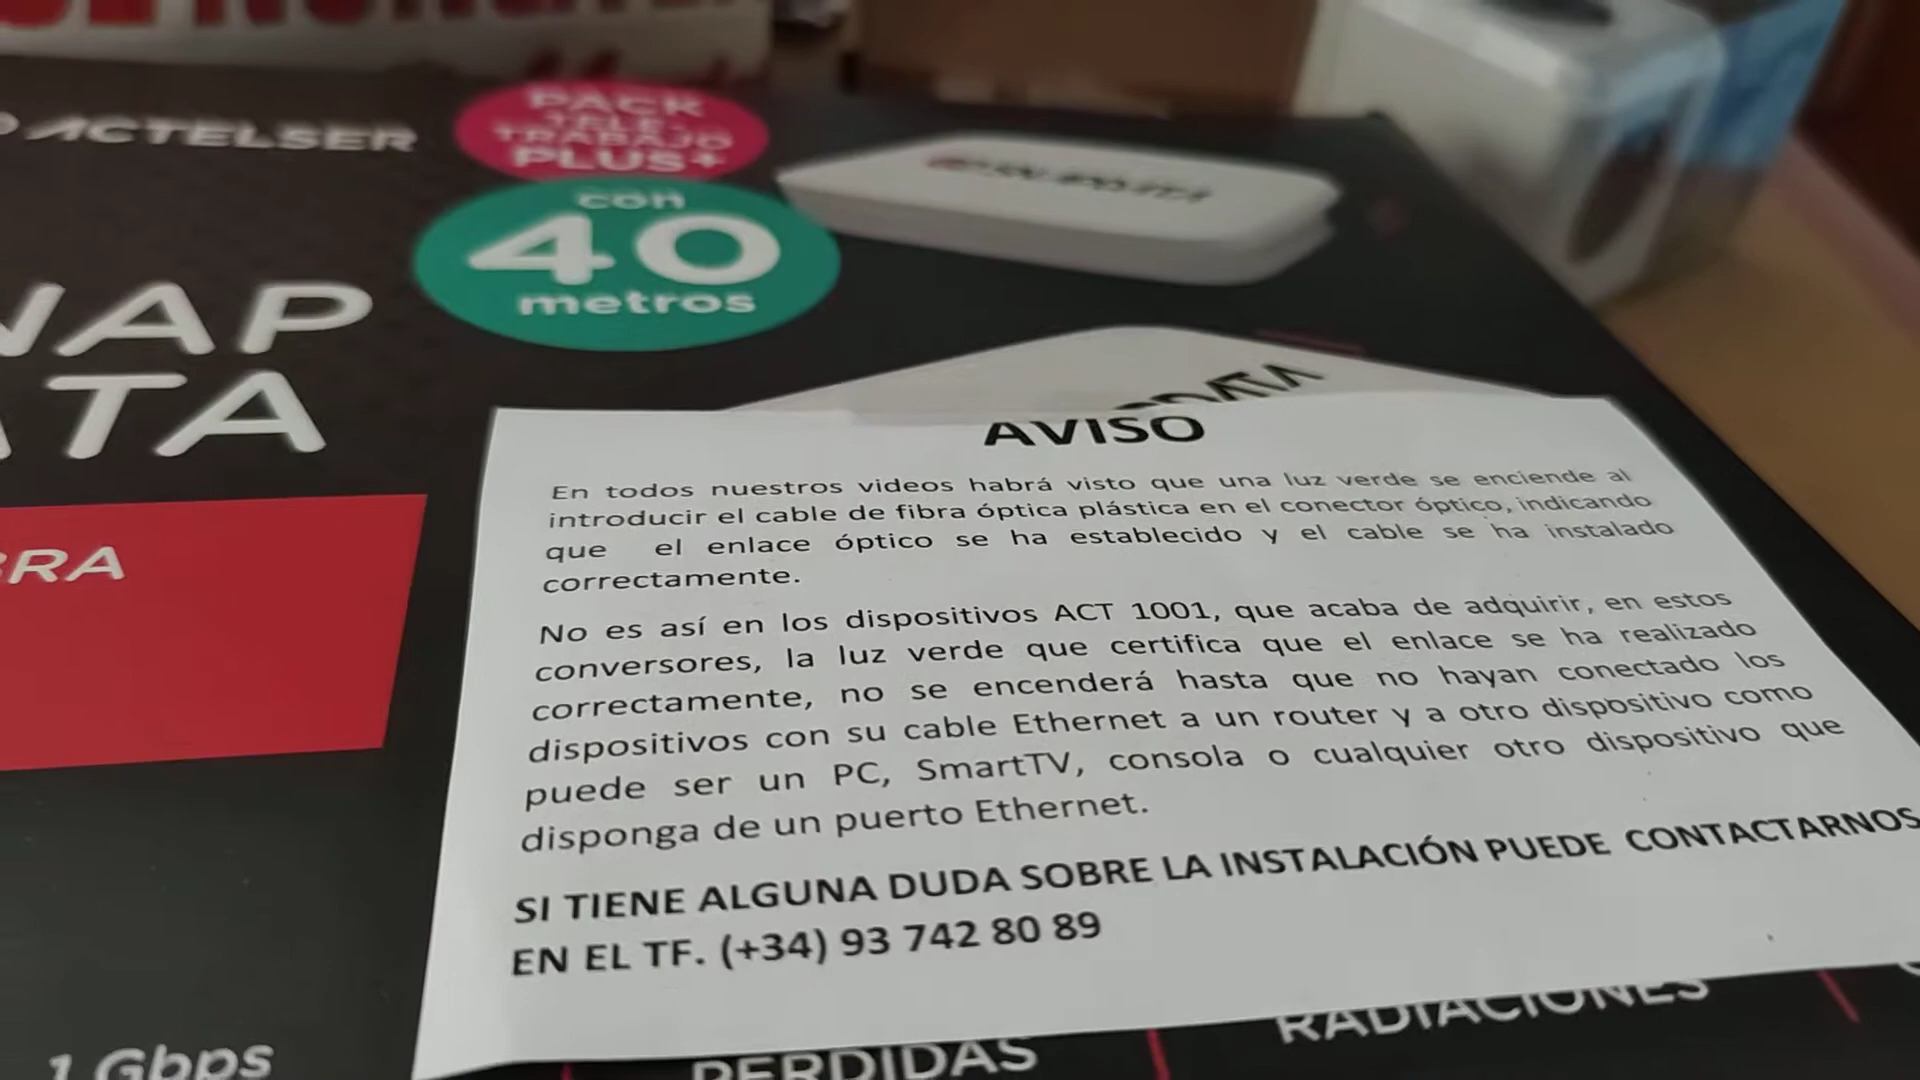 ACTELSER
PACK
TELE
TRABAJO
PLUS+
con
40
metros
NAP
ATA
BRA
1 Gbps
AVISO
En todos nuestros videos habrá visto que una luz verde se enciende al
introducir el cable de fibra óptica plástica en el conector óptico, indicando
que el enlace óptico se ha establecido y el cable se ha instalado
correctamente.
No es así en los dispositivos ACT 1001, que acaba de adquirir, en estos
conversores, la luz verde que certifica que el enlace se ha realizado
correctamente, no se encenderá hasta que no hayan conectado los
dispositivos con su cable Ethernet a un router y a otro dispositivo como
puede ser un PC, SmartTV, consola o cualquier otro dispositivo que
disponga de un puerto Ethernet.
SI TIENE ALGUNA DUDA SOBRE LA INSTALACIÓN PUEDE CONTACTARNOS
EN EL TF. (+34) 93 742 80 89
PERDIDAS
RADIACIONES